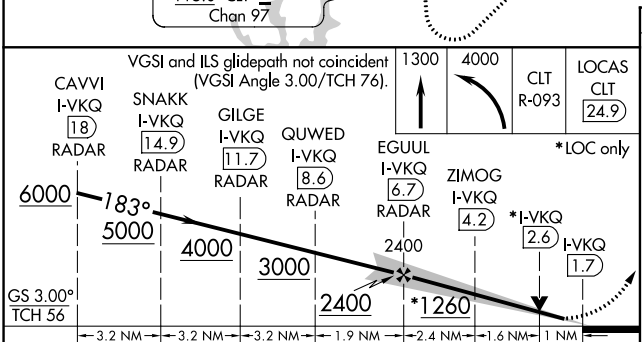 Chan 97
VGSI and ILS glidepath not coincident
(VGSI Angle 3.00/TCH 76).
1300
4000
CLT
R-093
LOCAS
CLT
24.9
CAVVI
I-VKQ
18
RADAR
SNAKK
I-VKQ
14.9
RADAR
GILGE
I-VKQ
11.7
RADAR
QUWED
I-VKQ
8.6
RADAR
EGUUL
I-VKQ
6.7
RADAR
ZIMOG
I-VKQ
4.2
*LOC only
*I-VKQ
2.6
I-VKQ
1.7
6000
183°
5000
4000
3000
2400
2400
*1260
GS 3.00°
TCH 56
3.2 NM
3.2 NM
3.2 NM
1.9 NM
2.4 NM
1.6 NM
1 NM